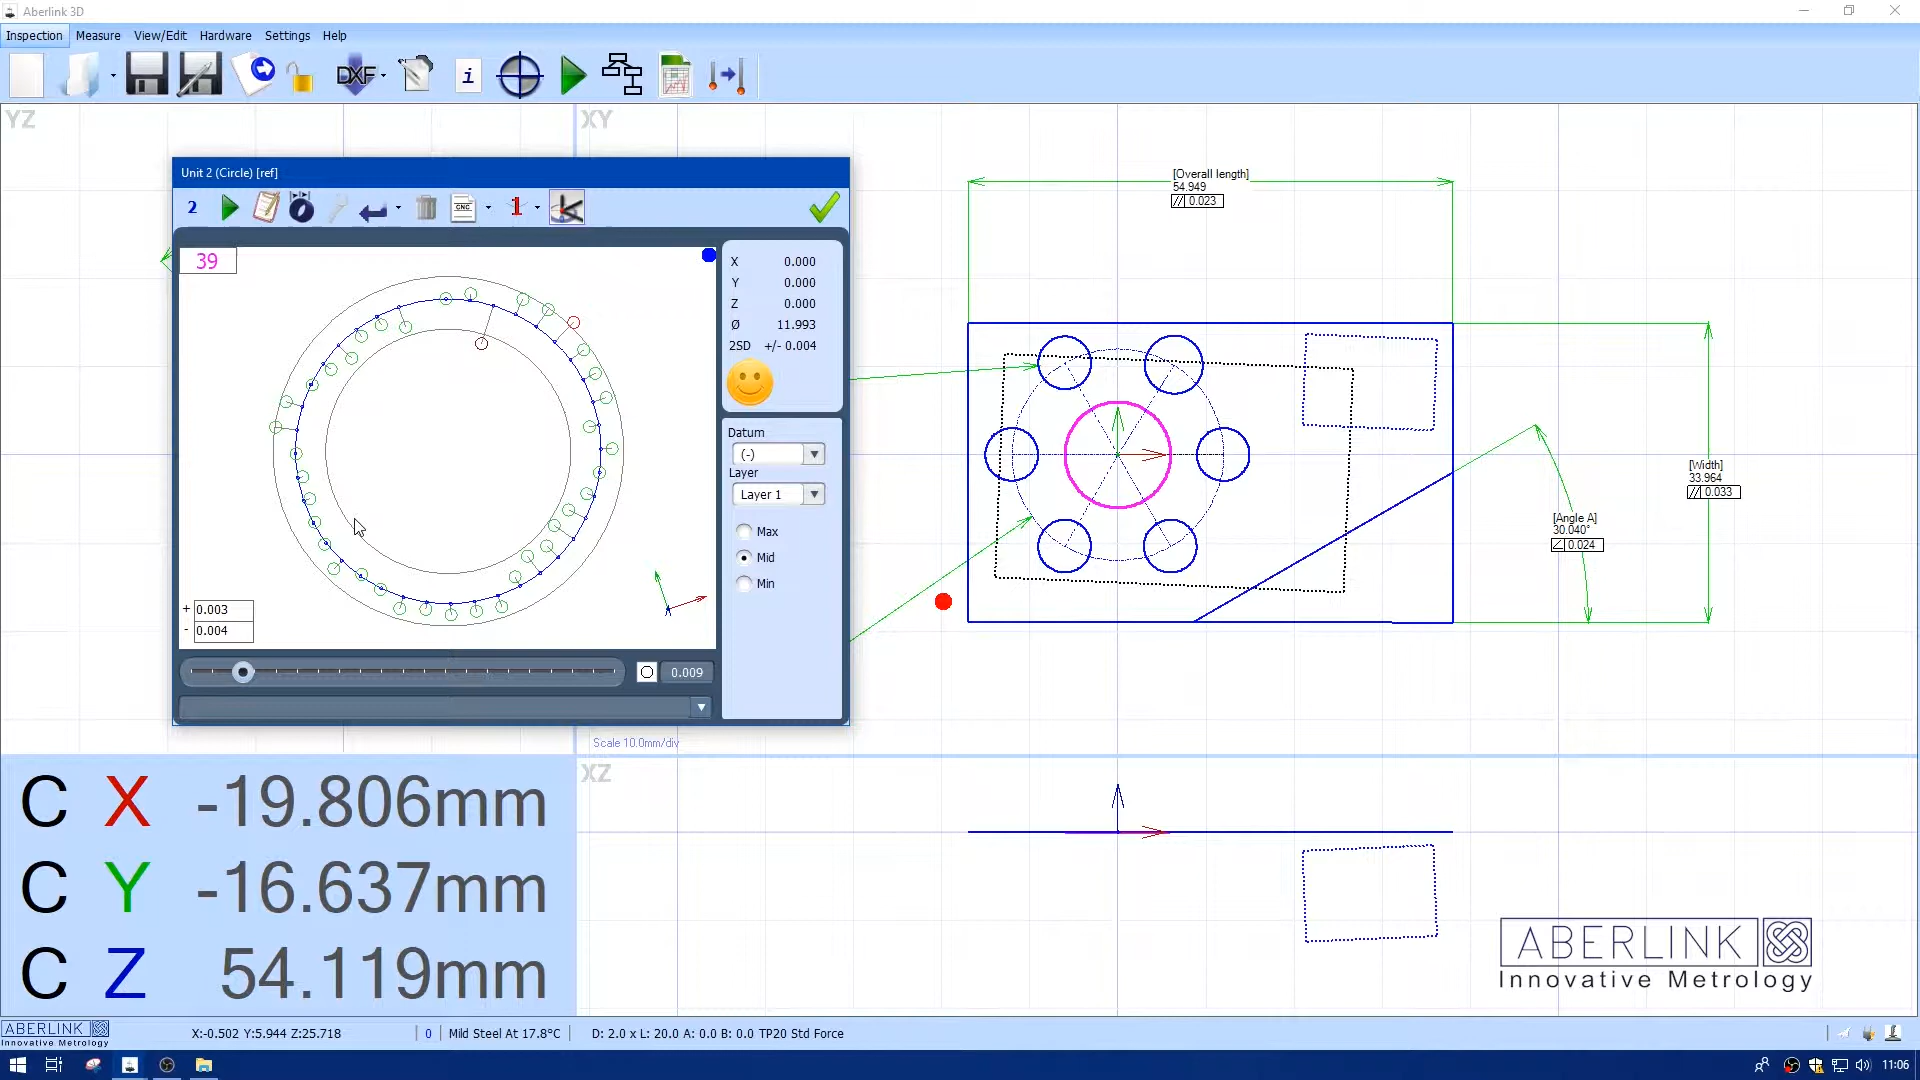 Aberlink 3D
Inspection Measure View/Edit Hardware Settings Help
DXF
i
YZ
XY
Unit 2 (Circle) [ref]
2
CNC
1
39
X 0.000
Y 0.000
Z 0.000
Ø 11.993
2SD +/- 0.004
Datum
(-)
Layer
Layer 1
Max
Mid
Min
+ 0.003
- 0.004
0.009
[Overall length]
54.949
// 0.023
[Width]
33.964
// 0.033
[Angle A]
30.040°
∠ 0.024
Scale 10.0mm/div
C X -19.806mm
C Y -16.637mm
C Z 54.119mm
XZ
ABERLINK
Innovative Metrology
ABERLINK
Innovative Metrology
X:-0.502 Y:5.944 Z:25.718
0
Mild Steel At 17.8°C
D: 2.0 x L: 20.0 A: 0.0 B: 0.0 TP20 Std Force
11:06